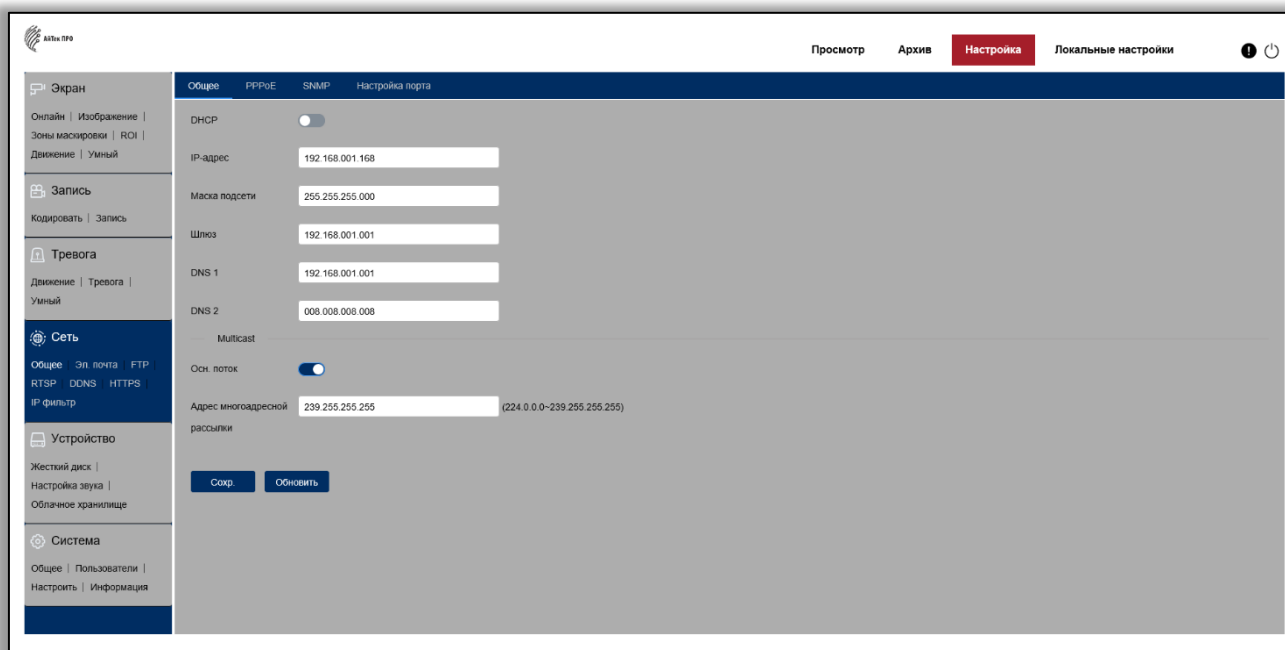 АйТек ПРО
Просмотр Архив Настройка Локальные настройки
Экран
Онлайн | Изображение |
Зоны маскировки | ROI |
Движение | Умный
Запись
Кодировать | Запись
Тревога
Движение | Тревога |
Умный
Сеть
Общее | Эл. почта | FTP |
RTSP | DDNS | HTTPS |
IP фильтр
Устройство
Жесткий диск |
Настройка звука |
Облачное хранилище
Система
Общее | Пользователи |
Настроить | Информация
Общее PPPoE SNMP Настройка порта
DHCP
IP-адрес 192.168.001.168
Маска подсети 255.255.255.000
Шлюз 192.168.001.001
DNS 1 192.168.001.001
DNS 2 008.008.008.008
Multicast
Осн. поток
Адрес многоадресной 239.255.255.255 (224.0.0.0~239.255.255.255)
рассылки
Сохр. Обновить